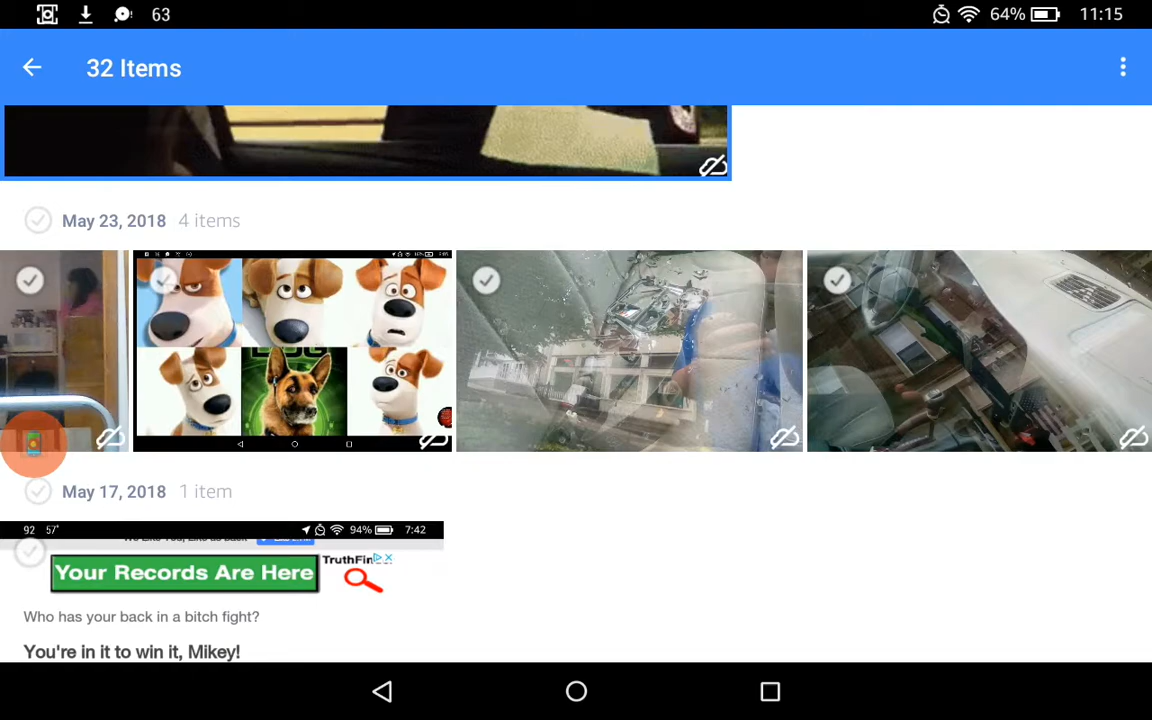 63 64% 11:15
32 Items
May 23, 2018 4 items
May 17, 2018 1 item
92 57° 94% 7:42
Your Records Are Here
Who has your back in a bitch fight?
You're in it to win it, Mikey!